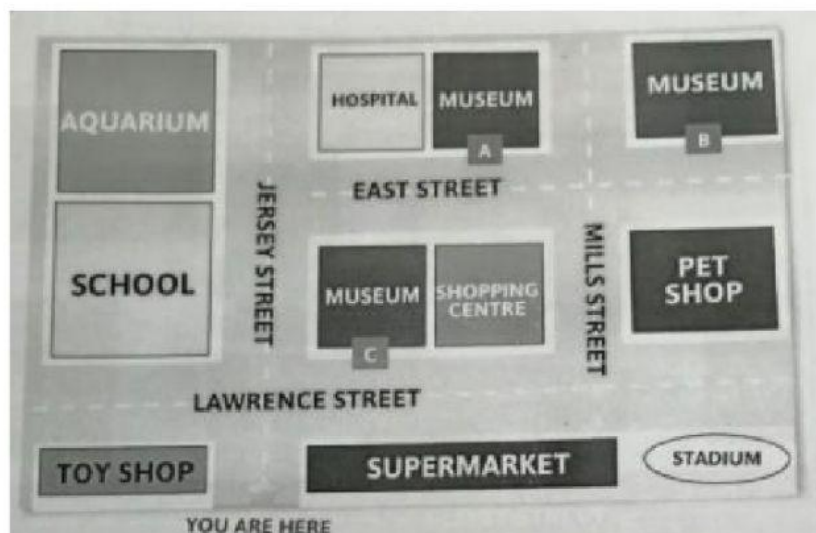 AQUARIUM
HOSPITAL
MUSEUM
A
MUSEUM
B
EAST STREET
JERSEY STREET
SCHOOL
MUSEUM
C
SHOPPING
CENTRE
MILLS STREET
PET
SHOP
LAWRENCE STREET
TOY SHOP
SUPERMARKET
STADIUM
YOU ARE HERE